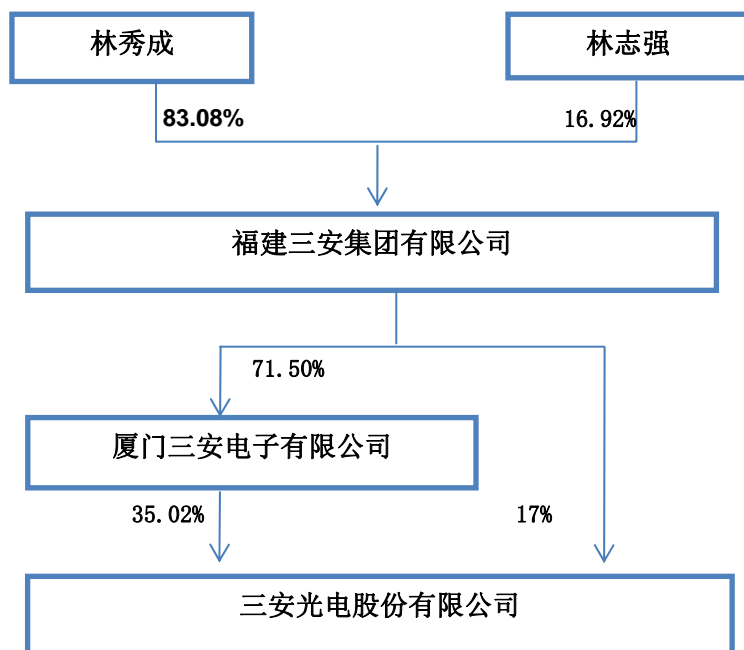 林秀成
林志强
83.08%
16.92%
福建三安集团有限公司
71.50%
厦门三安电子有限公司
35.02%
17%
三安光电股份有限公司